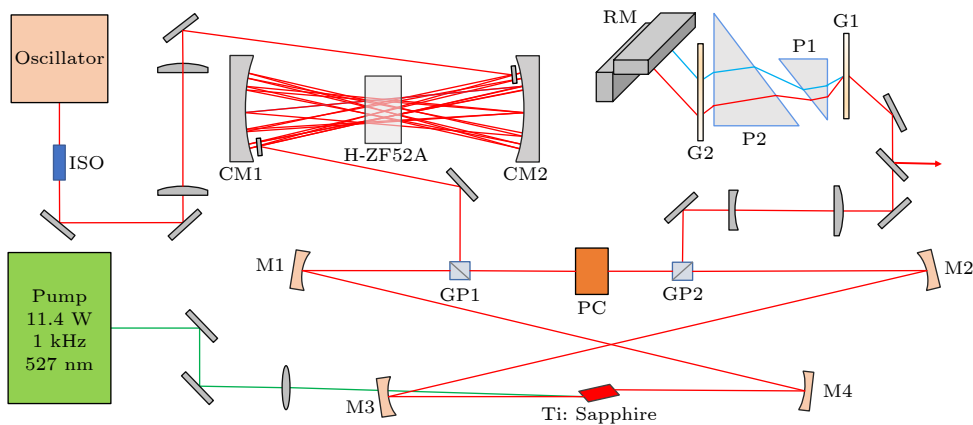 Oscillator
ISO
CM1
H-ZF52A
CM2
RM
G1
P1
G2
P2
M1
GP1
PC
GP2
M2
Pump
11.4 W
1 kHz
527 nm
M3
Ti: Sapphire
M4